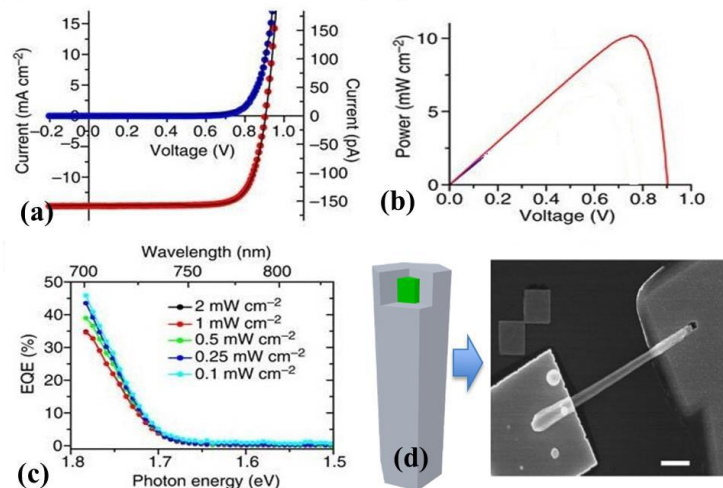 15
10
5
0
−5
−10
−0.2 0.0 0.2 0.4 0.6 0.8 1.0
150
100
50
0
−50
−100
−150
Current (mA cm−2)
Voltage (V)
Current (pA)
(a)
10
5
0
0.0 0.2 0.4 0.6 0.8 1.0
Power (mW cm−2)
Voltage (V)
(b)
Wavelength (nm)
700 750 800
50
40
30
20
10
0
EQE (%)
2 mW cm−2
1 mW cm−2
0.5 mW cm−2
0.25 mW cm−2
0.1 mW cm−2
1.8 1.7 1.6 1.5
Photon energy (eV)
(c)
(d)